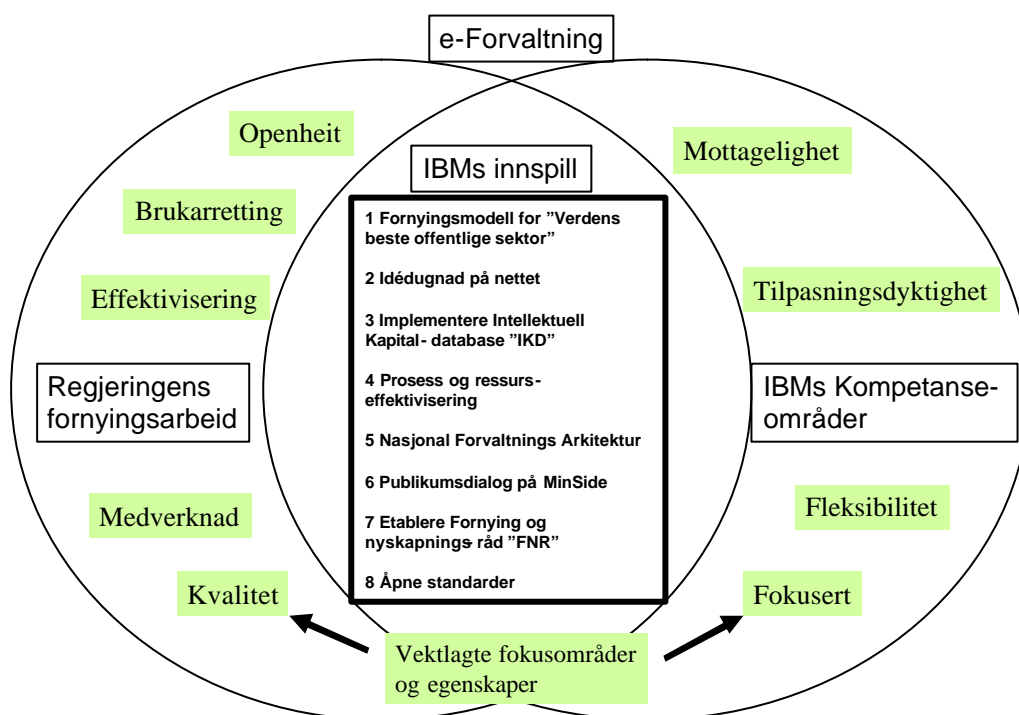 e-Forvaltning
Openheit
Mottagelighet
IBMs innspill
Brukarretting
1 Fornyingsmodell for ”Verdens
beste offentlige sektor”
2 Idédugnad på nettet
Effektivisering
Tilpasningsdyktighet
3 Implementere Intellektuell
Kapital- database ”IKD”
Regjeringens
fornyingsarbeid
4 Prosess og ressurs-
effektivisering
IBMs Kompetanse-
områder
5 Nasjonal Forvaltnings Arkitektur
6 Publikumsdialog på MinSide
Medverknad
Fleksibilitet
7 Etablere Fornying og
nyskapnings- råd ”FNR”
8 Åpne standarder
Kvalitet
Fokusert
Vektlagte fokusområder
og egenskaper